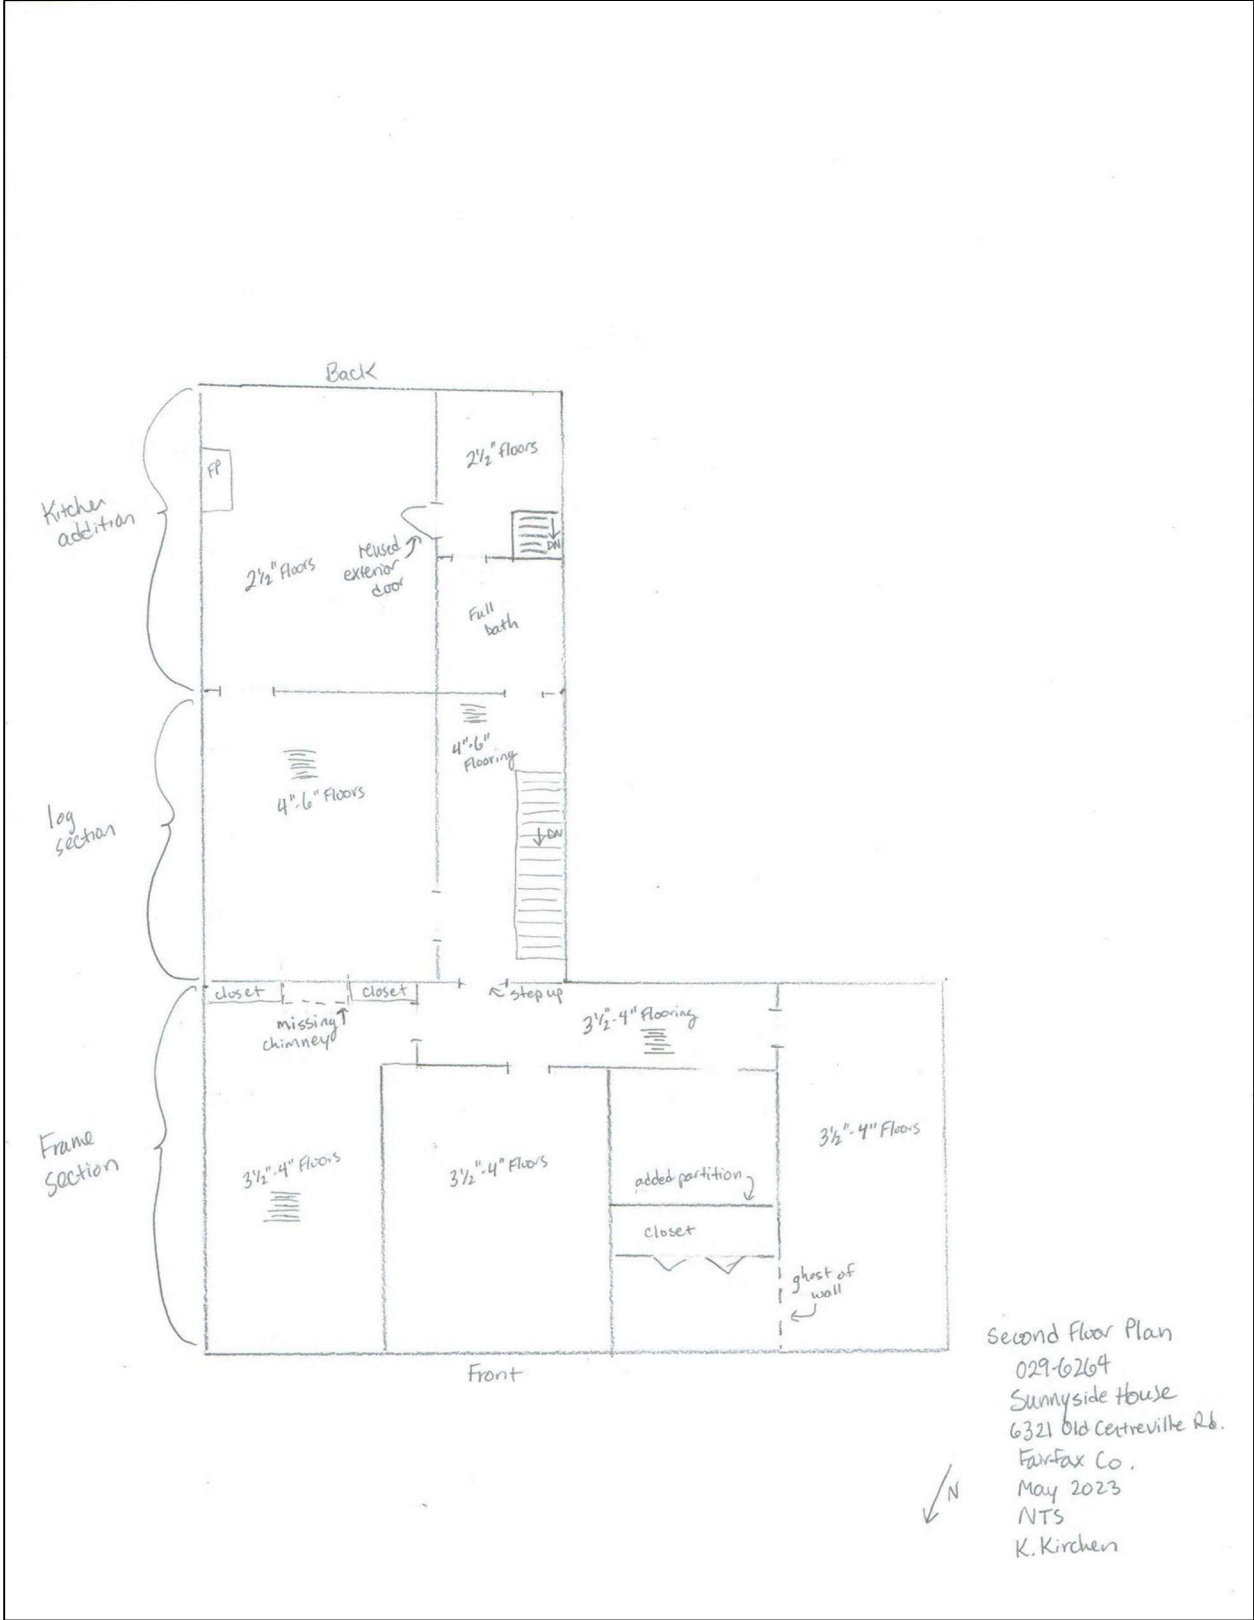 Back
2½" Floors
FP
Kitchen
addition
reused
exterior
door
DN
2½" Floors
Full
bath
4"-6"
Flooring
4"-6" Floors
log
section
DN
closet
closet
step up
missing
chimney
3½"-4" Flooring
Frame
section
3½"-4" Floors
3½"-4" Floors
3½"-4" Floors
added partition
closet
ghost of
wall
Front
Second Floor Plan
029-6264
Sunnyside House
6321 Old Centreville Rd.
Fairfax Co.
May 2023
NTS
K. Kirchen
N